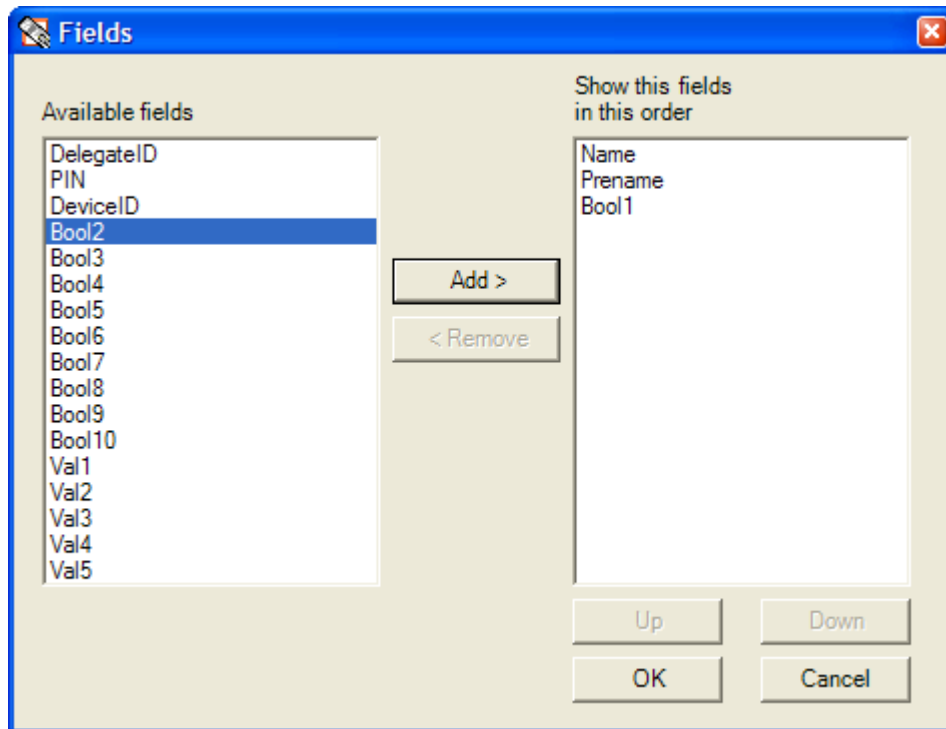 Fields
Available fields
Show this fields
in this order
DelegateID
PIN
DeviceID
Bool2
Bool3
Bool4
Bool5
Bool6
Bool7
Bool8
Bool9
Bool10
Val1
Val2
Val3
Val4
Val5
Add >
< Remove
Name
Prename
Bool1
Up
Down
OK
Cancel